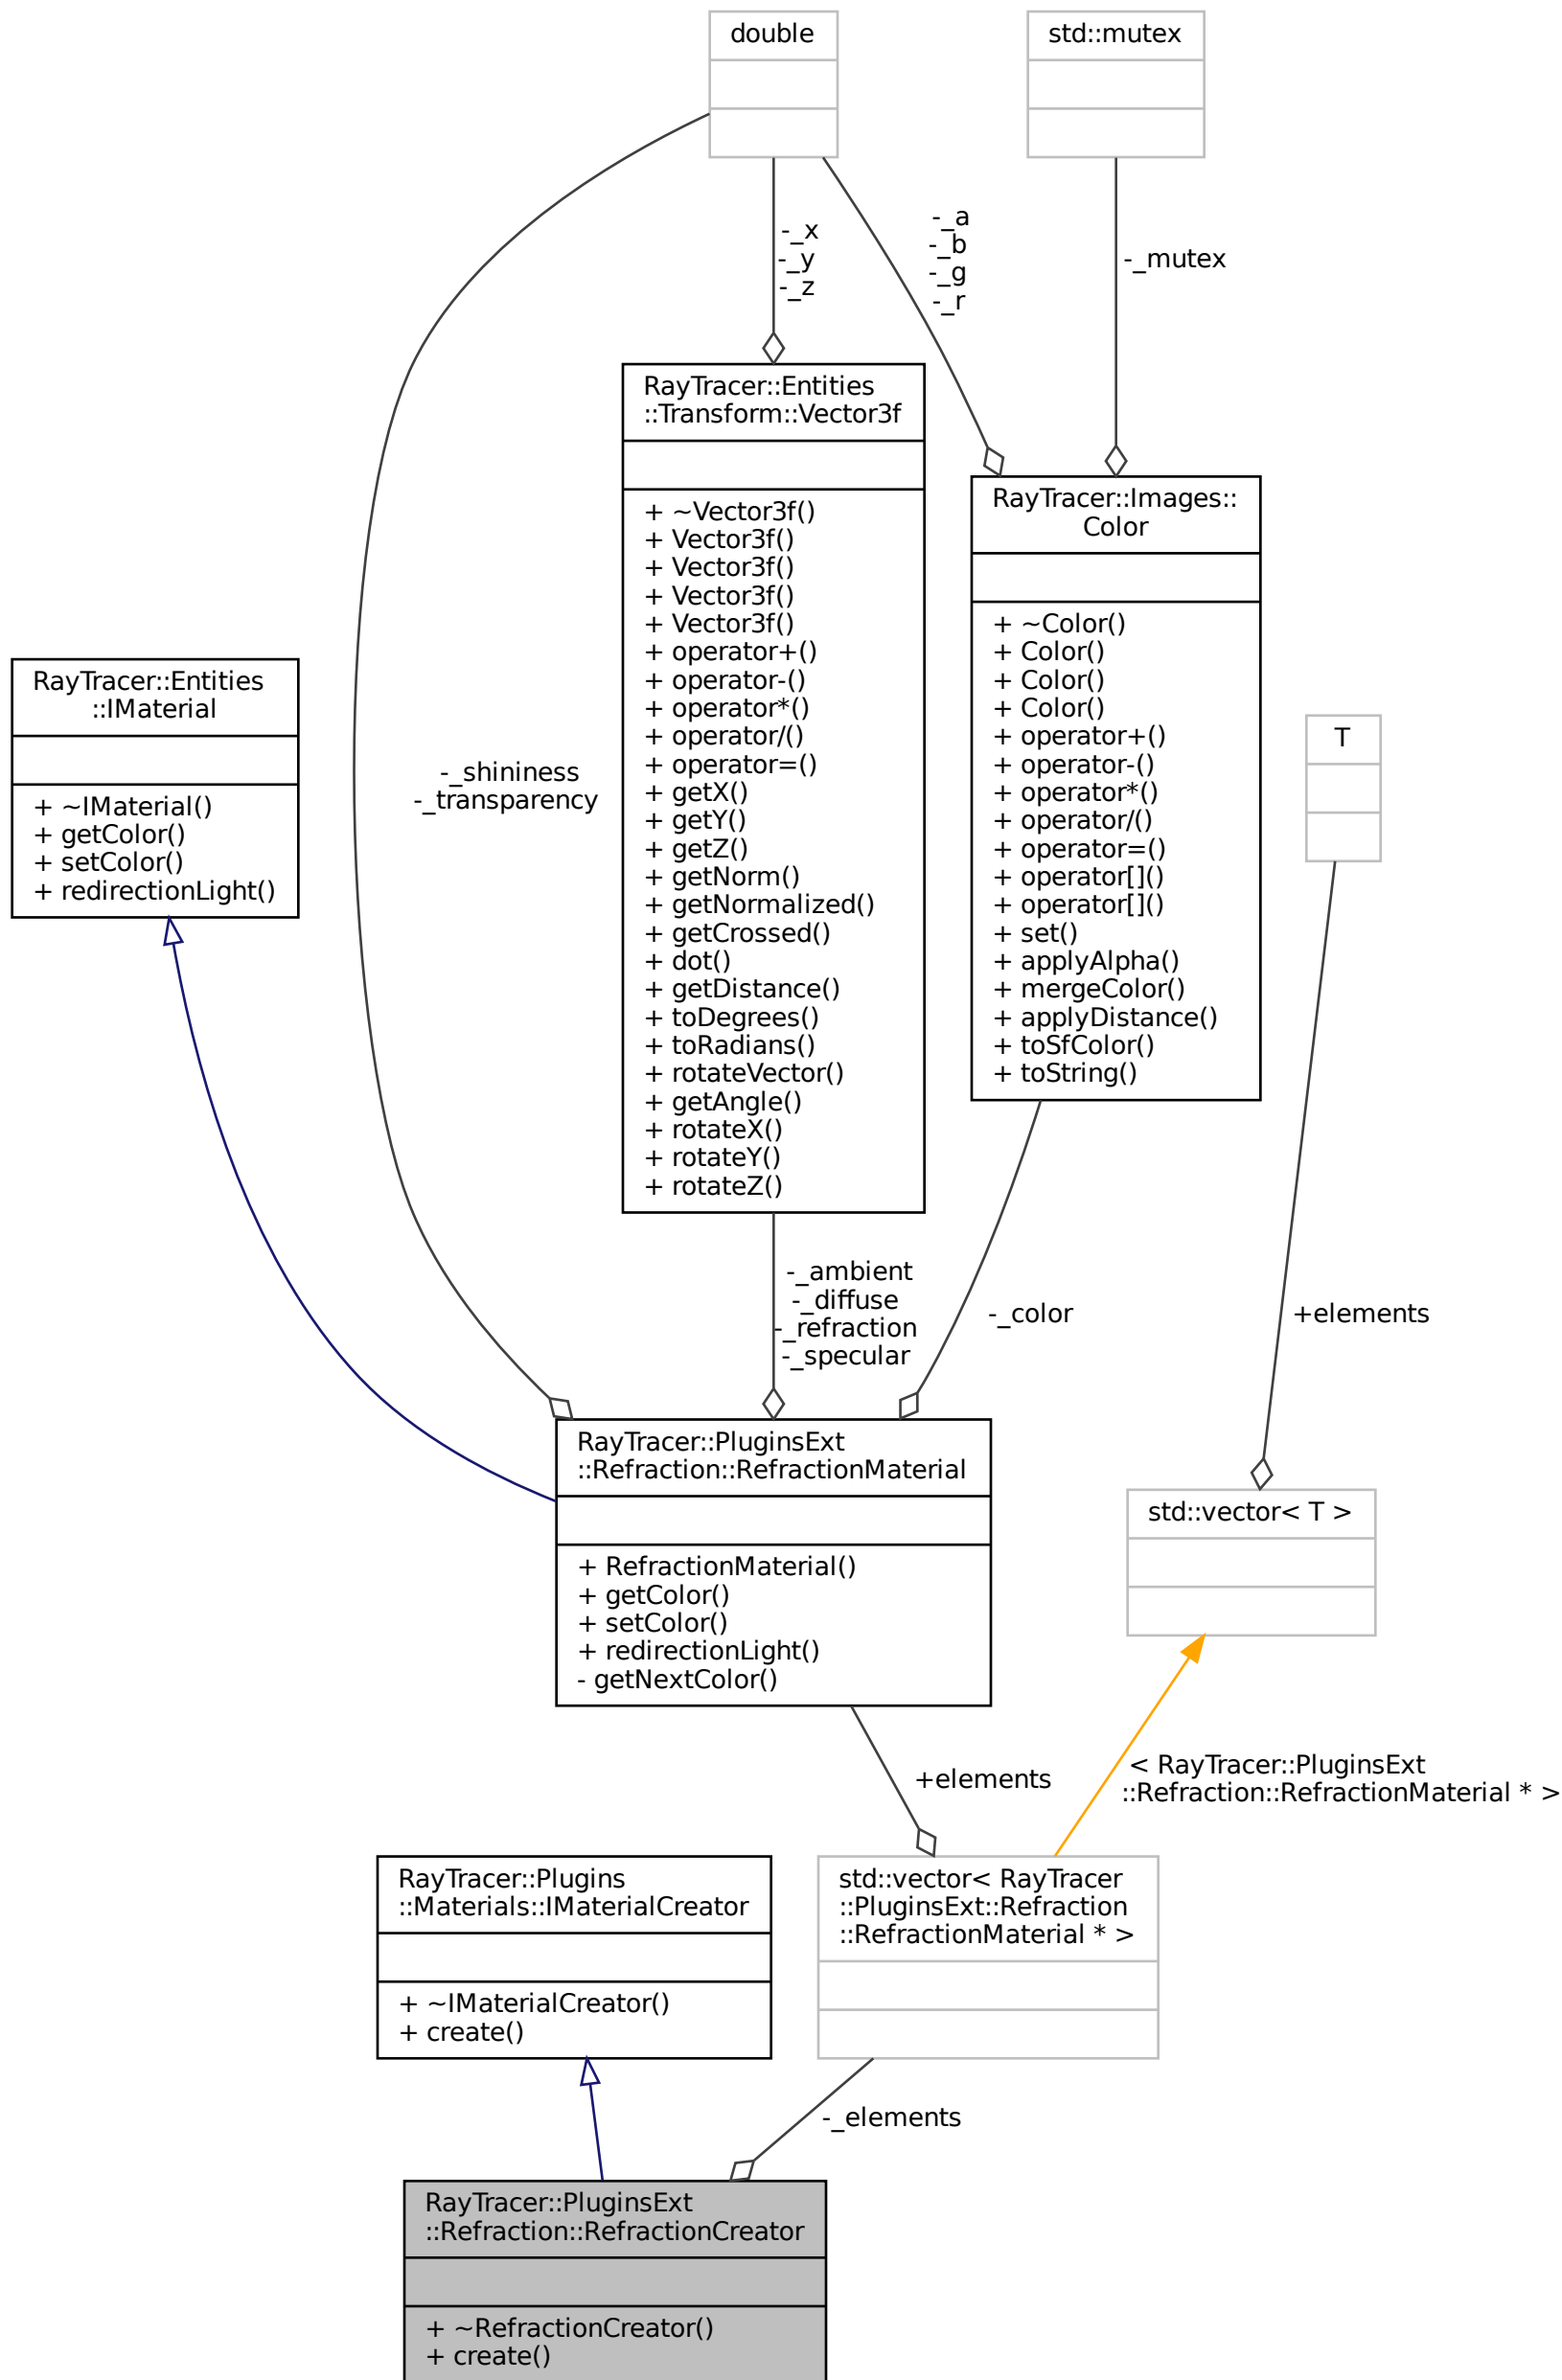 double
std::mutex
-_x
-_y
-_z
-_a
-_b
-_g
-_r
-_mutex
RayTracer::Entities
::Transform::Vector3f
+ ~Vector3f()
+ Vector3f()
+ Vector3f()
+ Vector3f()
+ Vector3f()
+ operator+()
+ operator-()
+ operator*()
+ operator/()
+ operator=()
+ getX()
+ getY()
+ getZ()
+ getNorm()
+ getNormalized()
+ getCrossed()
+ dot()
+ getDistance()
+ toDegrees()
+ toRadians()
+ rotateVector()
+ getAngle()
+ rotateX()
+ rotateY()
+ rotateZ()
RayTracer::Images::
Color
+ ~Color()
+ Color()
+ Color()
+ Color()
+ operator+()
+ operator-()
+ operator*()
+ operator/()
+ operator=()
+ operator[]()
+ operator[]()
+ set()
+ applyAlpha()
+ mergeColor()
+ applyDistance()
+ toSfColor()
+ toString()
RayTracer::Entities
::IMaterial
+ ~IMaterial()
+ getColor()
+ setColor()
+ redirectionLight()
T
-_shininess
-_transparency
-_ambient
-_diffuse
-_refraction
-_specular
-_color
+elements
RayTracer::PluginsExt
::Refraction::RefractionMaterial
+ RefractionMaterial()
+ getColor()
+ setColor()
+ redirectionLight()
- getNextColor()
std::vector< T >
+elements
< RayTracer::PluginsExt
::Refraction::RefractionMaterial * >
RayTracer::Plugins
::Materials::IMaterialCreator
+ ~IMaterialCreator()
+ create()
std::vector< RayTracer
::PluginsExt::Refraction
::RefractionMaterial * >
-_elements
RayTracer::PluginsExt
::Refraction::RefractionCreator
+ ~RefractionCreator()
+ create()